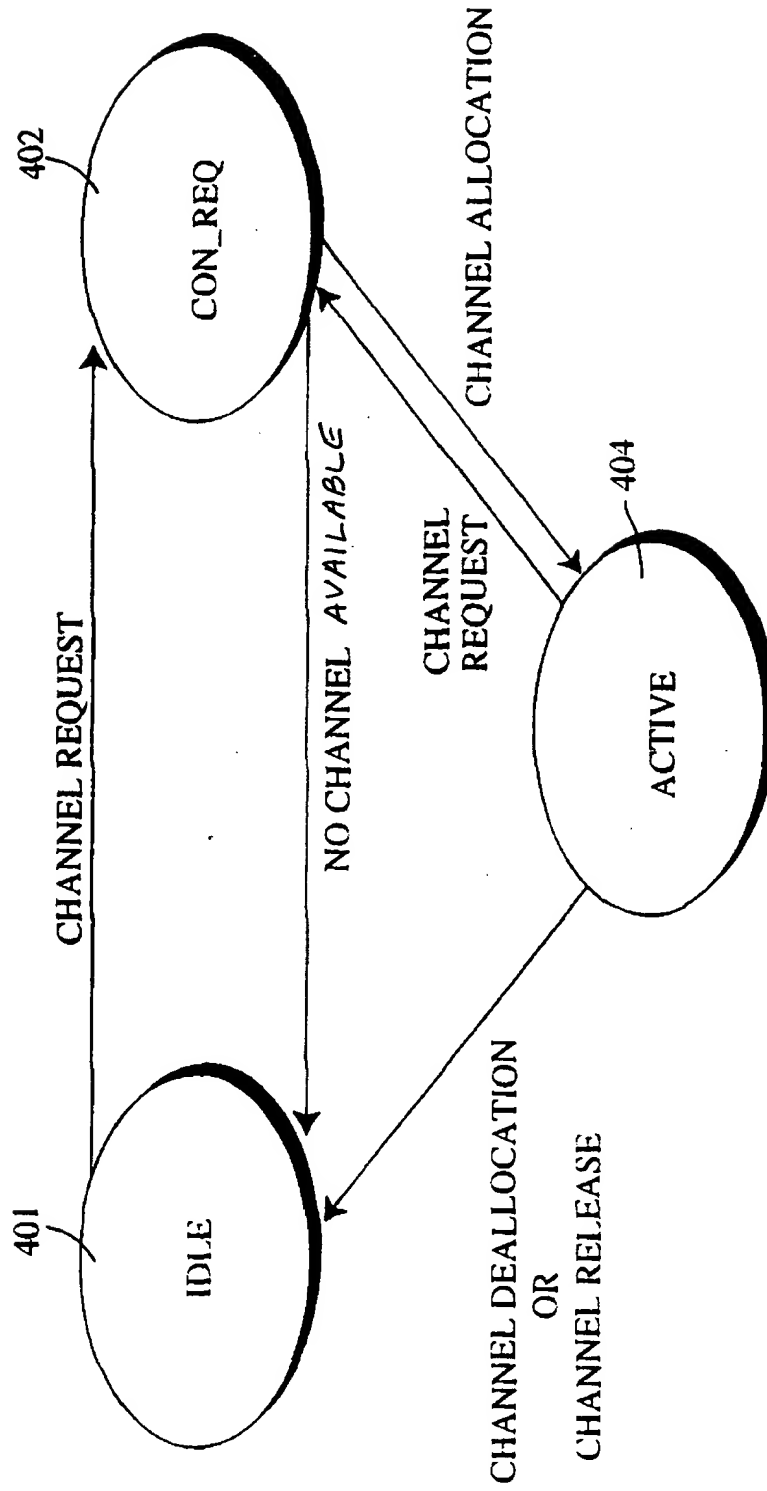 CHANNEL REQUEST
401
IDLE
402
CON_REQ
NO CHANNEL AVAILABLE
CHANNEL
REQUEST
CHANNEL ALLOCATION
404
ACTIVE
CHANNEL DEALLOCATION
OR
CHANNEL RELEASE